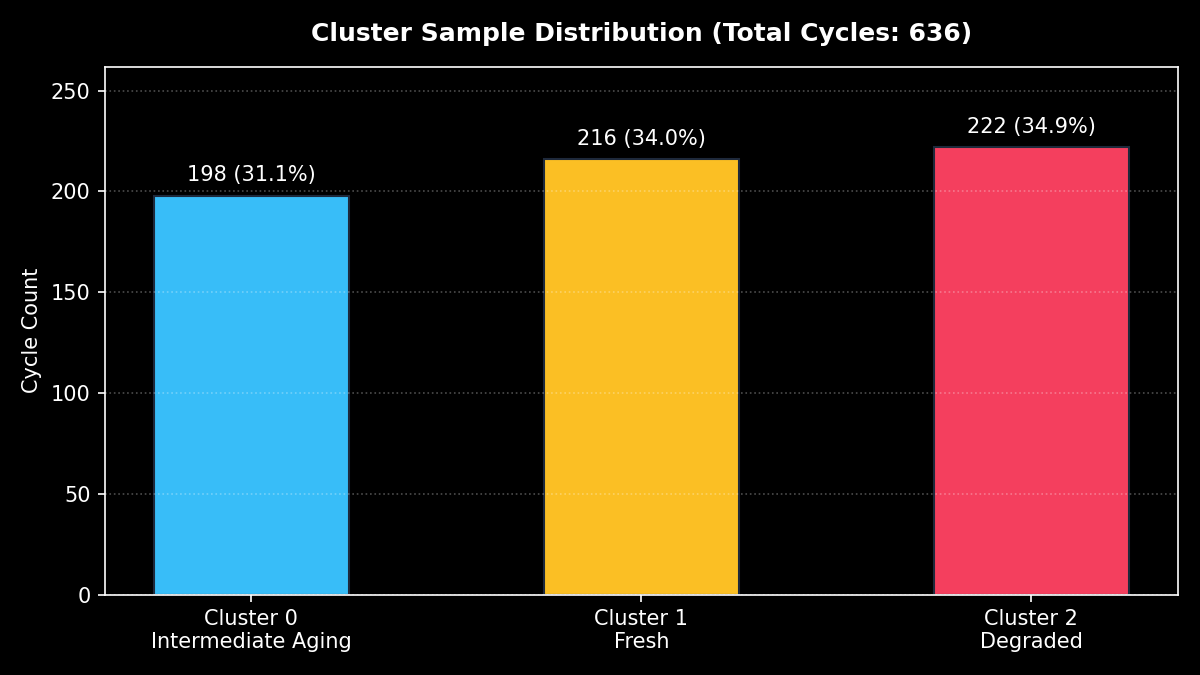 Cluster Sample Distribution (Total Cycles: 636)
Cycle Count
250
200
150
100
50
0
198 (31.1%)
216 (34.0%)
222 (34.9%)
Cluster 0
Intermediate Aging
Cluster 1
Fresh
Cluster 2
Degraded